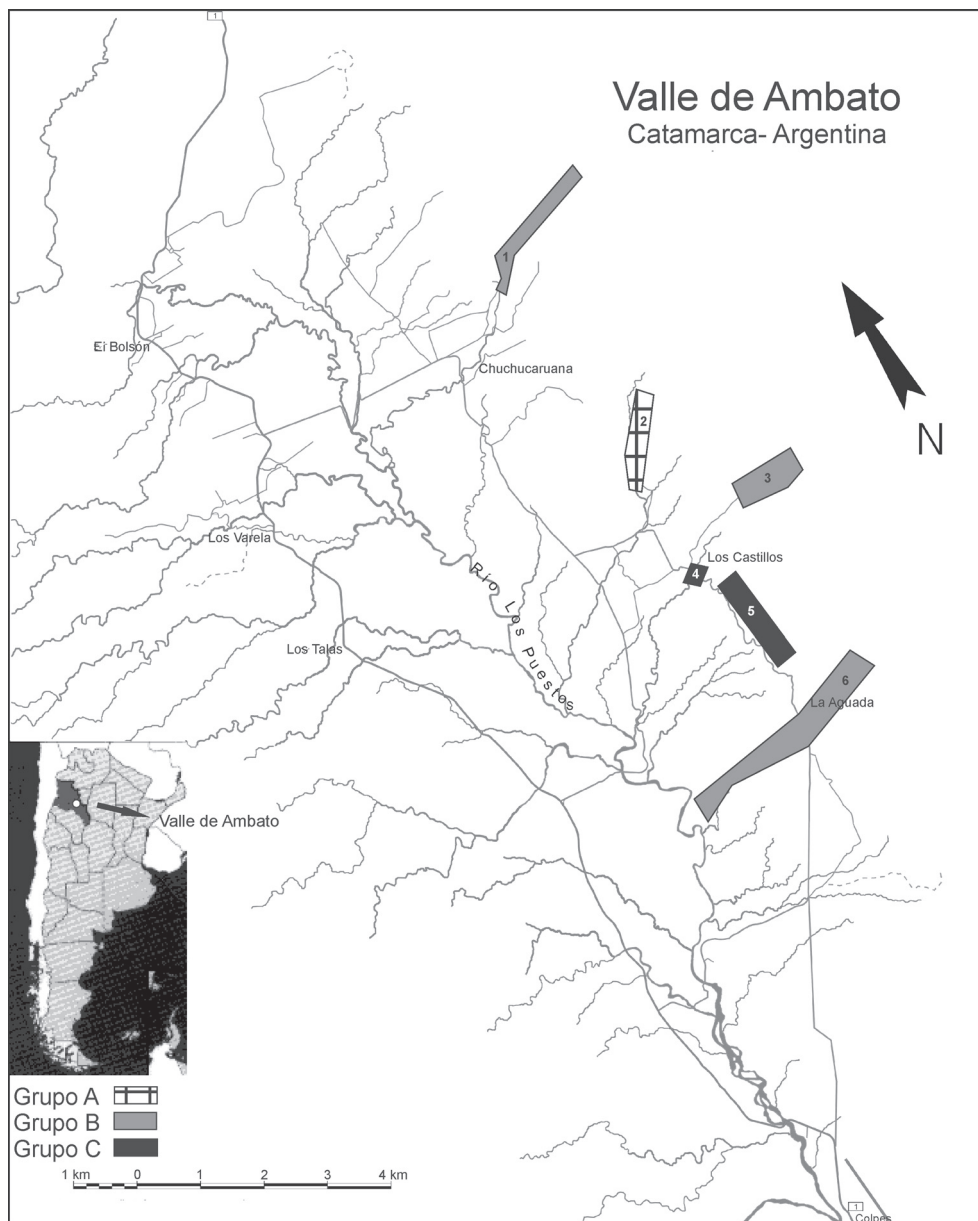 1
Valle de Ambato
Catamarca- Argentina
1
El Bolsón
Chuchucaruana
2
N
3
Los Varela
Los Castillos
4
Río Los Puestos
5
Los Talas
6
La Aguada
Valle de Ambato
Grupo A
Grupo B
Grupo C
1 km 0 1 2 3 4 km
1
Colpes